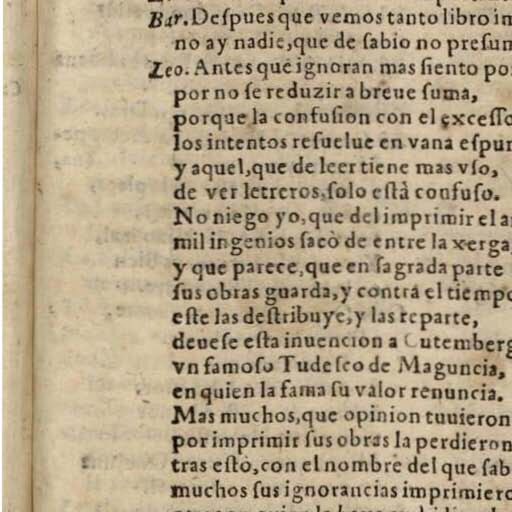 Bar. Deſpues que vemos tanto libro im
no ay nadie, que de ſabio no preſum
Leo. Antes que ignoran mas ſiento po
por no ſe reduzir a breue ſuma,
porque la confuſion con el exceſſo
los intentos reſuelue en vana eſpum
y aquel, que de leer tiene mas vſo,
de ver letreros, ſolo eſtà confuſo.
No niego yo, que del imprimir el a
mil ingenios ſacò de entre la xerga,
y que parece, que en ſagrada parte
ſus obras guarda, y contra el tiempo
eſte las deſtribuye, y las reparte,
deueſe eſta inuencion a Cutemberg
vn famoſo Tudeſco de Maguncia,
en quien la fama ſu valor renuncia.
Mas muchos, que opinion tuuieron
por imprimir ſus obras la perdieron
tras eſto, con el nombre del que ſab
muchos ſus ignorancias imprimiero